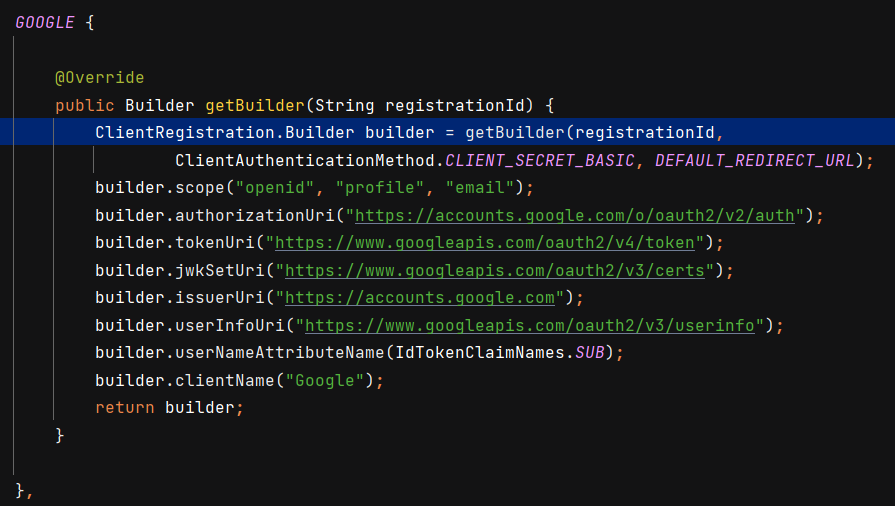 GOOGLE {
@Override
public Builder getBuilder(String registrationId) {
ClientRegistration.Builder builder = getBuilder(registrationId,
ClientAuthenticationMethod.CLIENT_SECRET_BASIC, DEFAULT_REDIRECT_URL);
builder.scope("openid", "profile", "email");
builder.authorizationUri("https://accounts.google.com/o/oauth2/v2/auth");
builder.tokenUri("https://www.googleapis.com/oauth2/v4/token");
builder.jwkSetUri("https://www.googleapis.com/oauth2/v3/certs");
builder.issuerUri("https://accounts.google.com");
builder.userInfoUri("https://www.googleapis.com/oauth2/v3/userinfo");
builder.userNameAttributeName(IdTokenClaimNames.SUB);
builder.clientName("Google");
return builder;
}
},